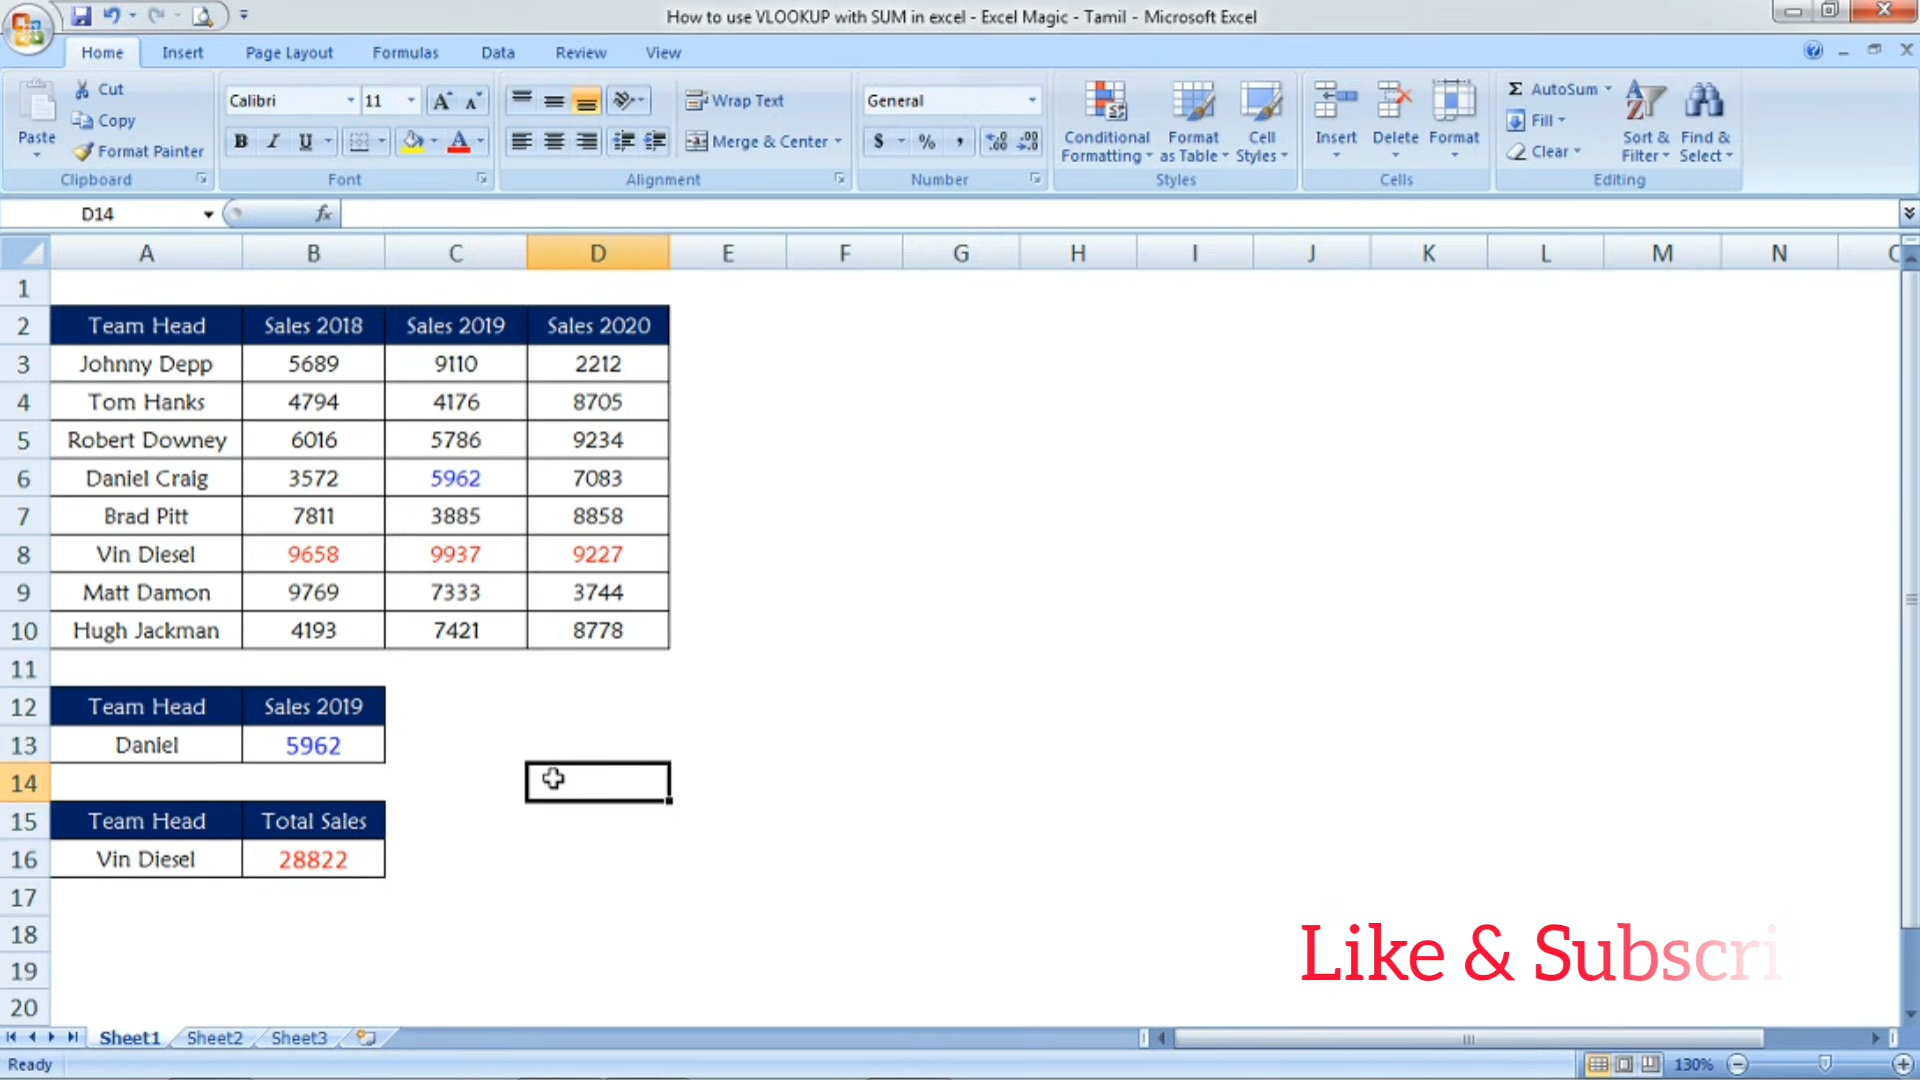 How to use VLOOKUP with SUM in excel - Excel Magic - Tamil - Microsoft Excel
Home Insert Page Layout Formulas Data Review View
Paste Cut Copy Format Painter Clipboard
Calibri 11 B I U A Font
Wrap Text Merge & Center Alignment
General $ % , Number
Conditional Formatting Format as Table Cell Styles Styles
Insert Delete Format Cells
Σ AutoSum Fill Clear Sort & Filter Find & Select Editing
D14 fx
A B C D E F G H I J K L M N
1
2 Team Head Sales 2018 Sales 2019 Sales 2020
3 Johnny Depp 5689 9110 2212
4 Tom Hanks 4794 4176 8705
5 Robert Downey 6016 5786 9234
6 Daniel Craig 3572 5962 7083
7 Brad Pitt 7811 3885 8858
8 Vin Diesel 9658 9937 9227
9 Matt Damon 9769 7333 3744
10 Hugh Jackman 4193 7421 8778
11
12 Team Head Sales 2019
13 Daniel 5962
14
15 Team Head Total Sales
16 Vin Diesel 28822
17
18
Like & Subscri
19
20
Sheet1 Sheet2 Sheet3
Ready 130%